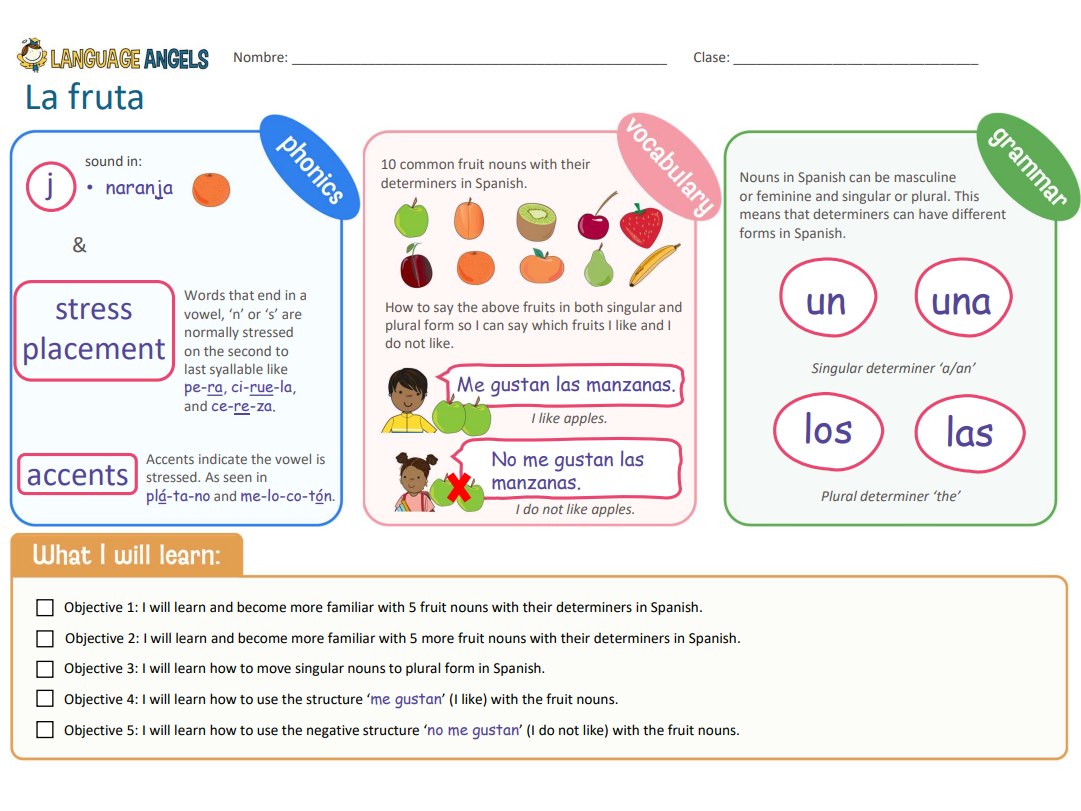 LANGUAGE ANGELS
Nombre: ____________________ Clase: ____________________
La fruta
phonics
j
sound in:
• naranja
&
stress
placement
Words that end in a
vowel, ‘n’ or ‘s’ are
normally stressed
on the second to
last syallable like
pe-ra, ci-rue-la,
and ce-re-za.
accents
Accents indicate the vowel is
stressed. As seen in
plá-ta-no and me-lo-co-tón.
vocabulary
10 common fruit nouns with their
determiners in Spanish.
How to say the above fruits in both singular and
plural form so I can say which fruits I like and I
do not like.
Me gustan las manzanas.
I like apples.
No me gustan las
manzanas.
I do not like apples.
grammar
Nouns in Spanish can be masculine
or feminine and singular or plural. This
means that determiners can have different
forms in Spanish.
un
una
Singular determiner ‘a/an’
los
las
Plural determiner ‘the’
What I will learn:
Objective 1: I will learn and become more familiar with 5 fruit nouns with their determiners in Spanish.
Objective 2: I will learn and become more familiar with 5 more fruit nouns with their determiners in Spanish.
Objective 3: I will learn how to move singular nouns to plural form in Spanish.
Objective 4: I will learn how to use the structure ‘me gustan’ (I like) with the fruit nouns.
Objective 5: I will learn how to use the negative structure ‘no me gustan’ (I do not like) with the fruit nouns.